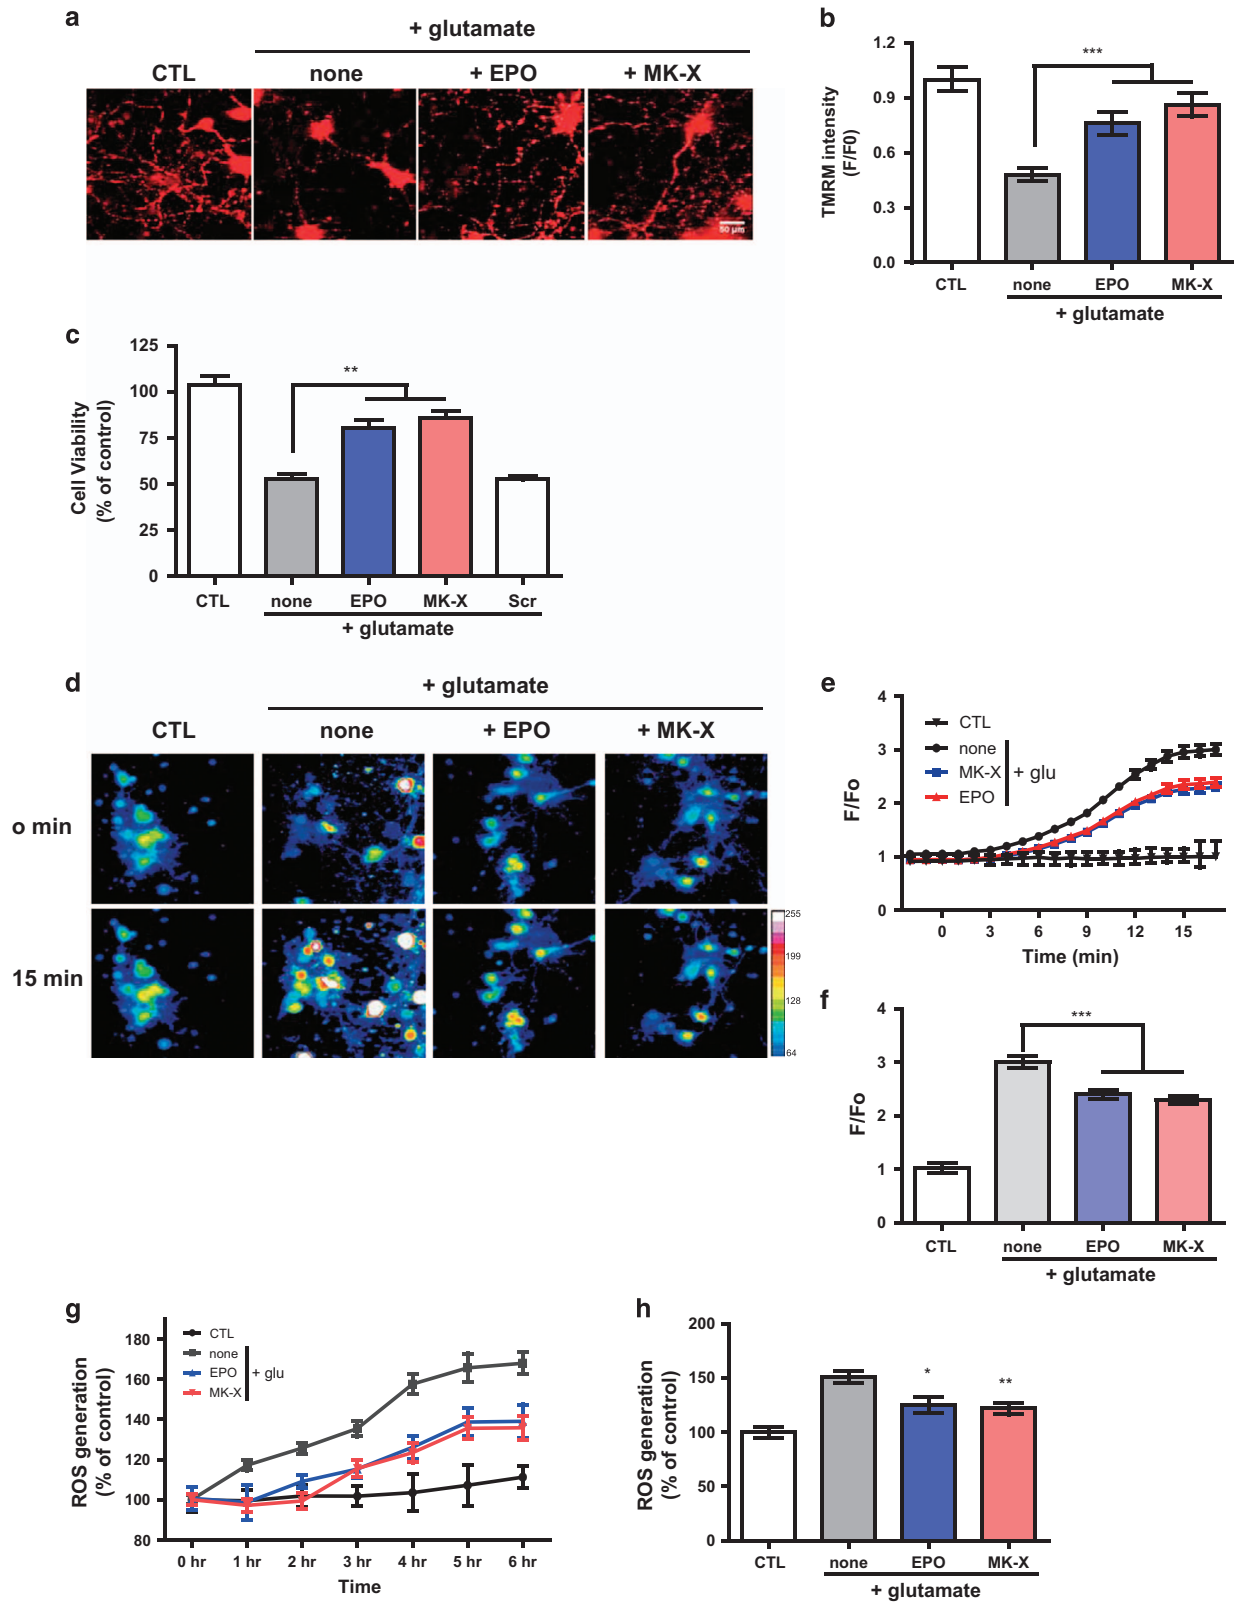 a
+ glutamate
CTL
none
+ EPO
+ MK-X
50 µm
b
TMRM intensity
(F/F0)
1.2
0.9
0.6
0.3
0.0
***
CTL
none
EPO
MK-X
+ glutamate
c
Cell Viability
(% of control)
125
100
75
50
25
0
**
CTL
none
EPO
MK-X
Scr
+ glutamate
d
+ glutamate
CTL
none
+ EPO
+ MK-X
o min
15 min
255
199
128
64
e
F/Fo
4
3
2
1
0
CTL
none
MK-X
EPO
+ glu
0
3
6
9
12
15
Time (min)
f
F/Fo
4
3
2
1
0
***
CTL
none
EPO
MK-X
+ glutamate
g
ROS generation
(% of control)
180
160
140
120
100
80
CTL
none
EPO
MK-X
+ glu
0 hr
1 hr
2 hr
3 hr
4 hr
5 hr
6 hr
Time
h
ROS generation
(% of control)
200
150
100
50
0
*
**
CTL
none
EPO
MK-X
+ glutamate